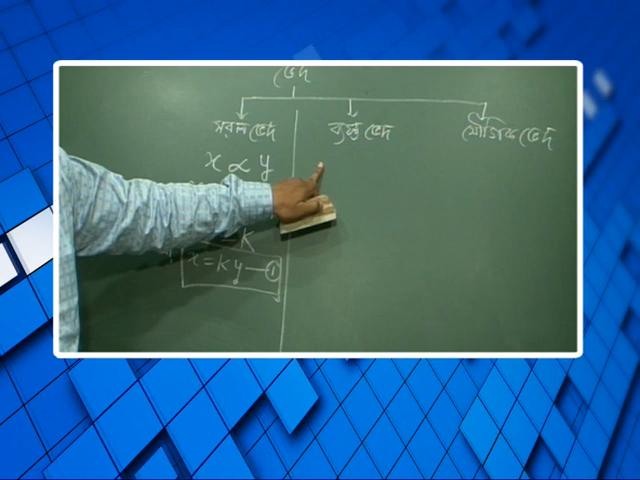 ভেদ
সরল ভেদ ব্যস্ত ভেদ যৌগিক ভেদ
x ∝ y
K
x = Ky — ①